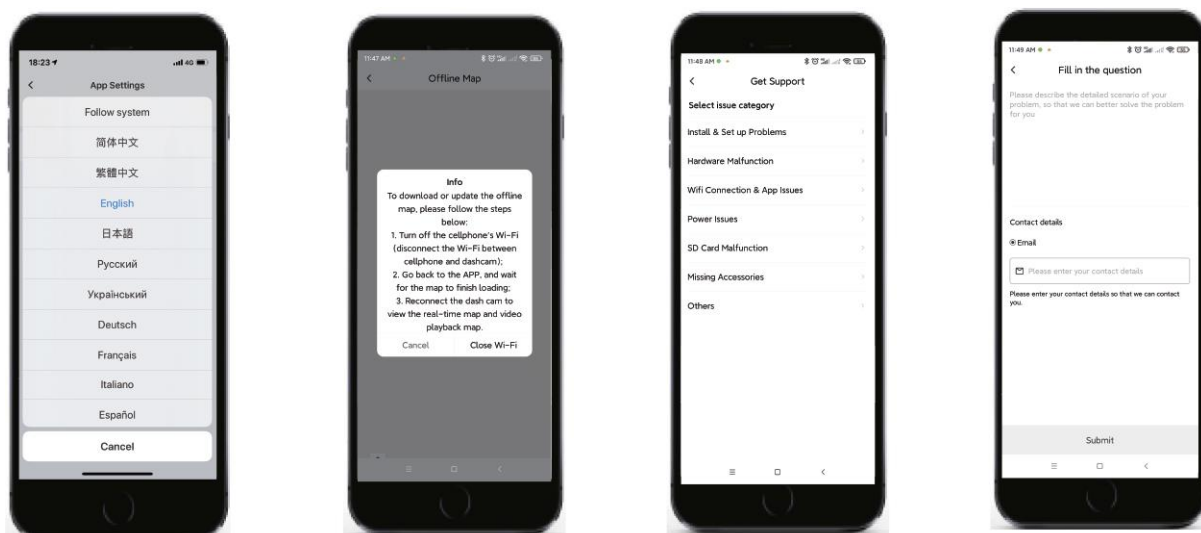 18:23
4G
App Settings
Follow system
简体中文
繁體中文
English
日本語
Русский
Український
Deutsch
Français
Italiano
Español
Cancel
11:47 AM
Offline Map
Info
To download or update the offline
map, please follow the steps
below:
1. Turn off the cellphone's Wi-Fi
(disconnect the Wi-Fi between
cellphone and dashcam);
2. Go back to the APP, and wait
for the map to finish loading;
3. Reconnect the dash cam to
view the real-time map and video
playback map.
Cancel Close Wi-Fi
11:48 AM
Get Support
Select issue category
Install & Set up Problems
Hardware Malfunction
Wifi Connection & App Issues
Power Issues
SD Card Malfunction
Missing Accessories
Others
11:49 AM
Fill in the question
Please describe the detailed scenario of your
problem, so that we can better solve the problem
for you
Contact details
Email
Please enter your contact details
Please enter your contact details so that we can contact
you.
Submit